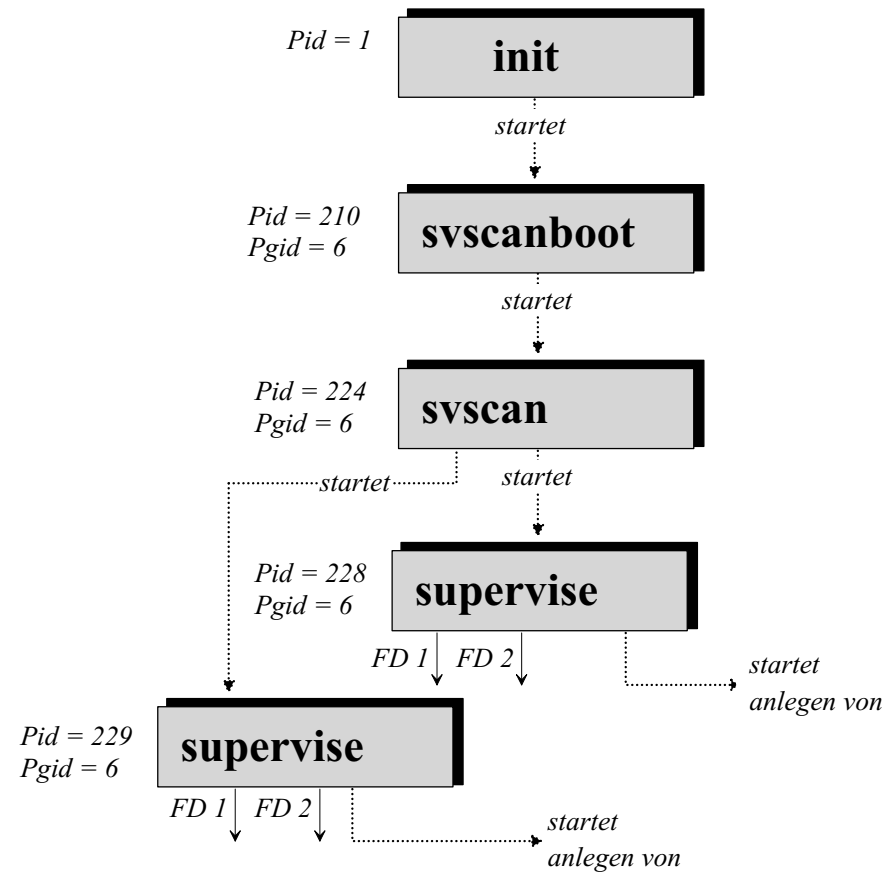 Pid = 1
init
startet
Pid = 210
Pgid = 6
svscanboot
startet
Pid = 224
Pgid = 6
svscan
startet
startet
Pid = 228
Pgid = 6
supervise
FD 1
FD 2
startet
anlegen von
Pid = 229
Pgid = 6
supervise
FD 1
FD 2
startet
anlegen von